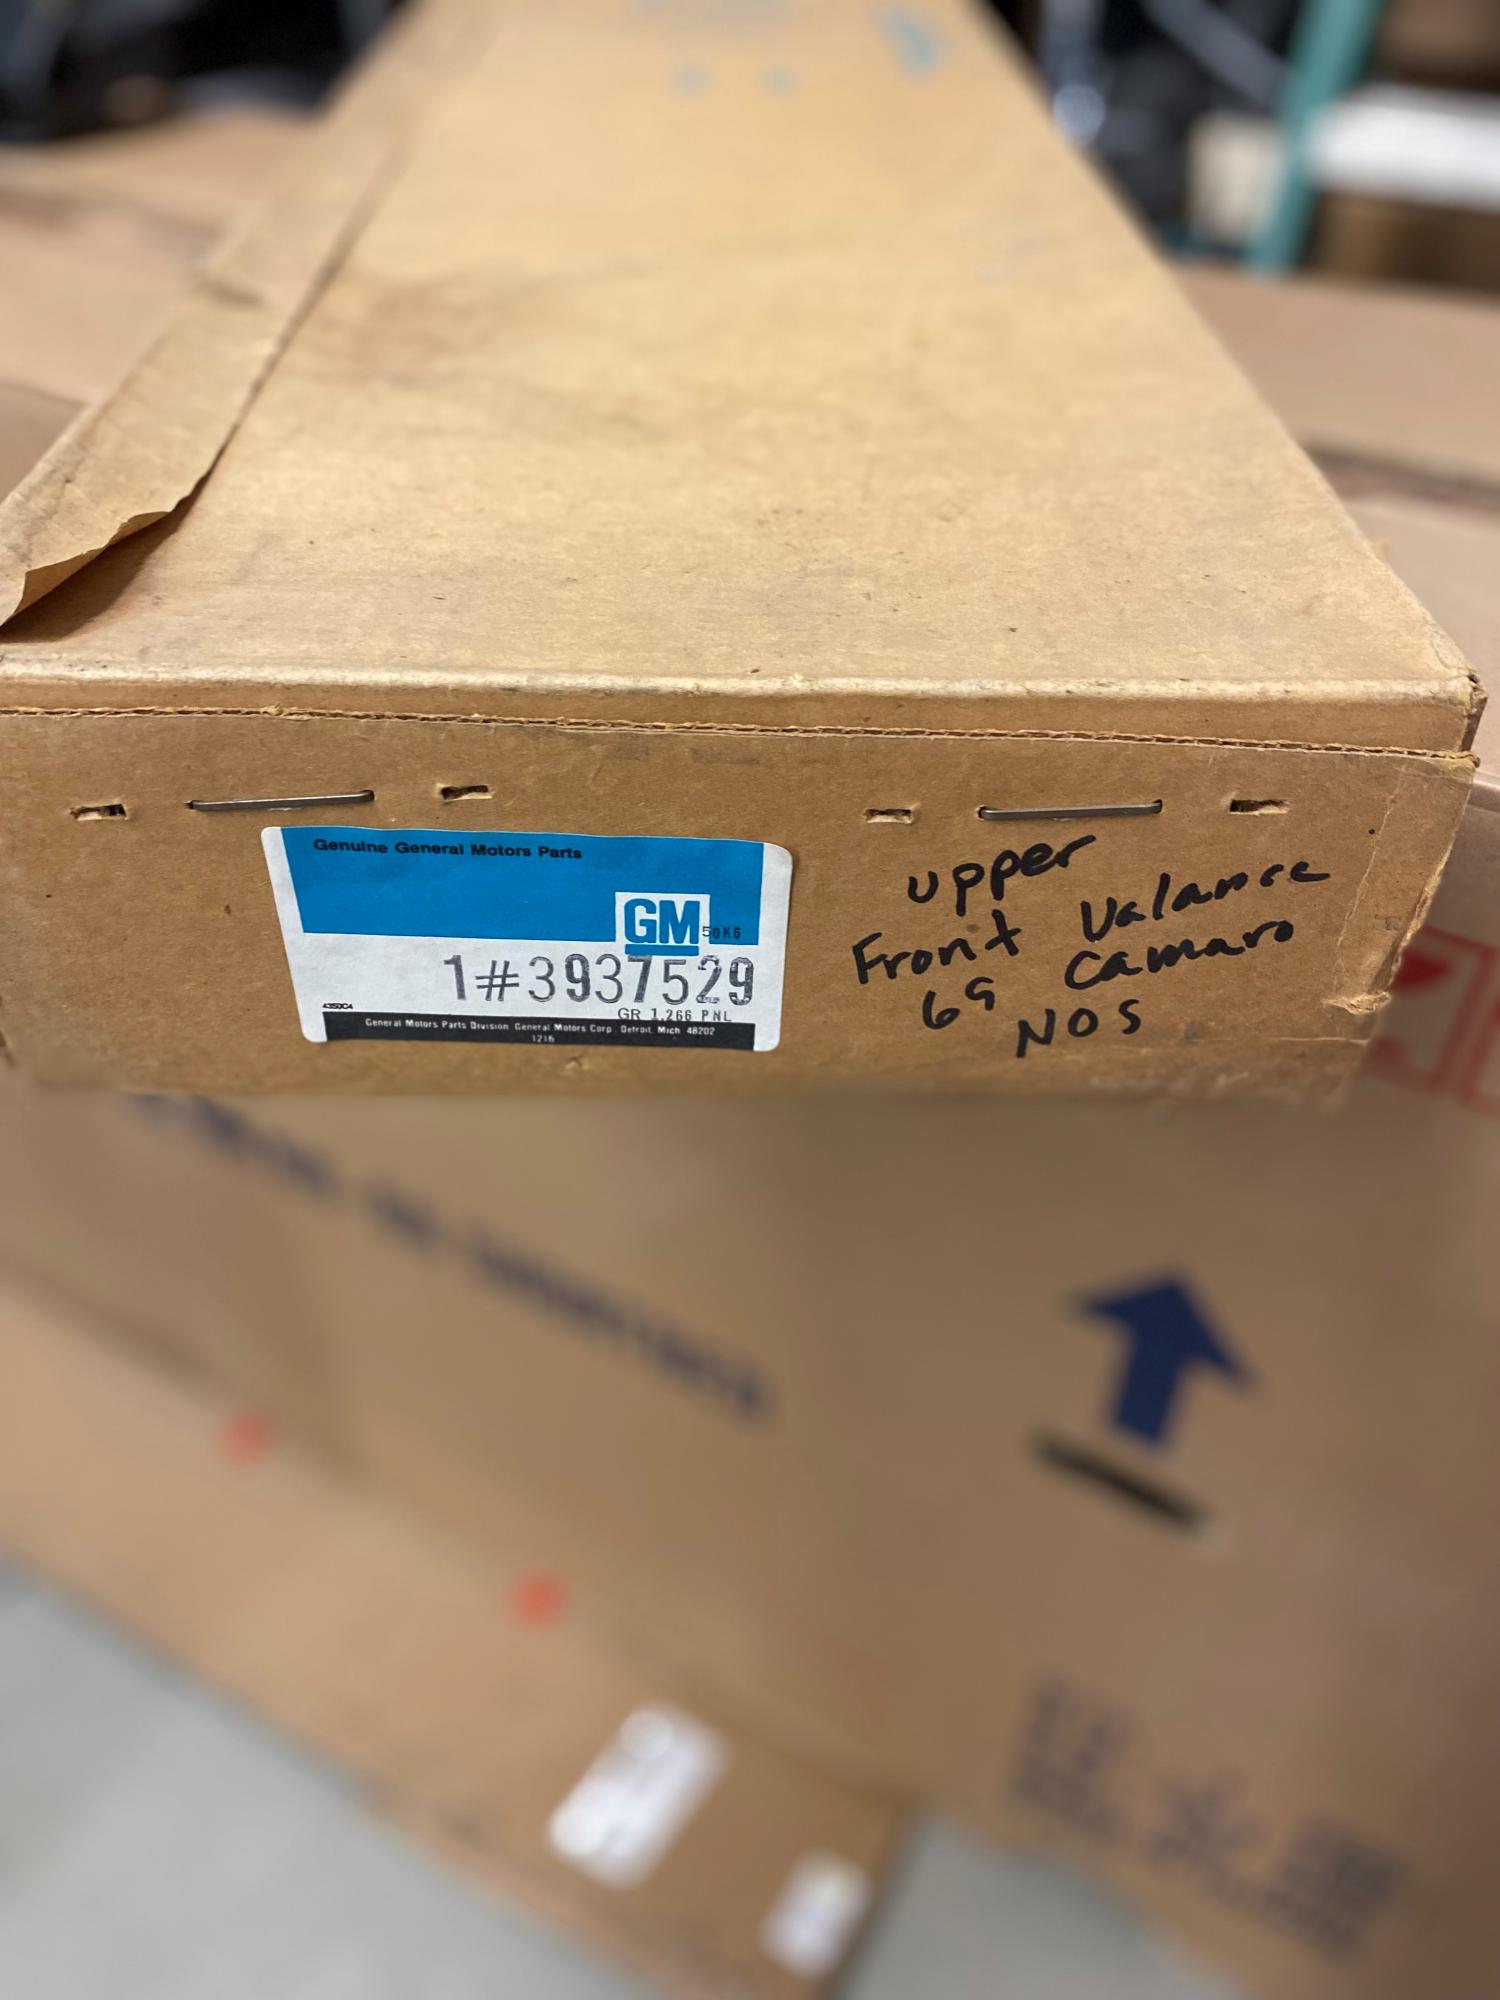 Genuine General Motors Parts
GM
50K6
1#3937529
GR 1.266 PNL
4350C4
General Motors Parts Division General Motors Corp. Detroit, Mich 48202
1216
upper
Front Valance
69 Camaro
NOS